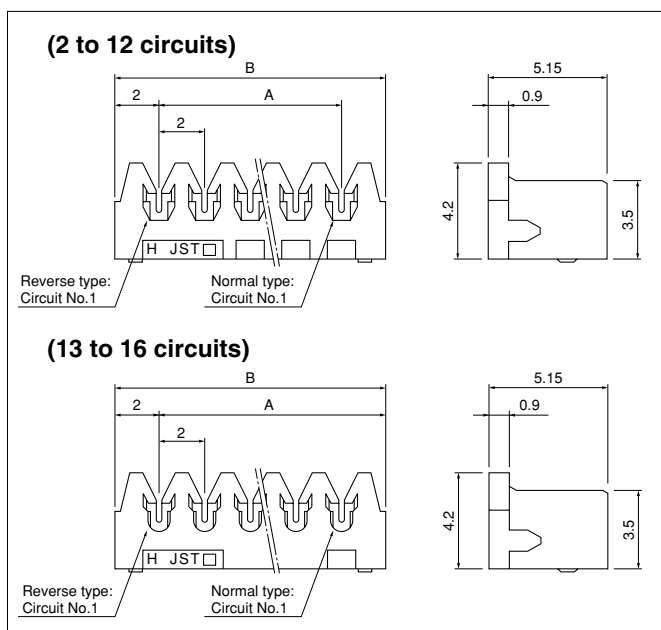 (2 to 12 circuits)
B
5.15
2
A
0.9
2
4.2
3.5
H JST
Reverse type:
Circuit No.1
Normal type:
Circuit No.1
(13 to 16 circuits)
B
5.15
2
A
0.9
2
4.2
3.5
H JST
Reverse type:
Circuit No.1
Normal type:
Circuit No.1